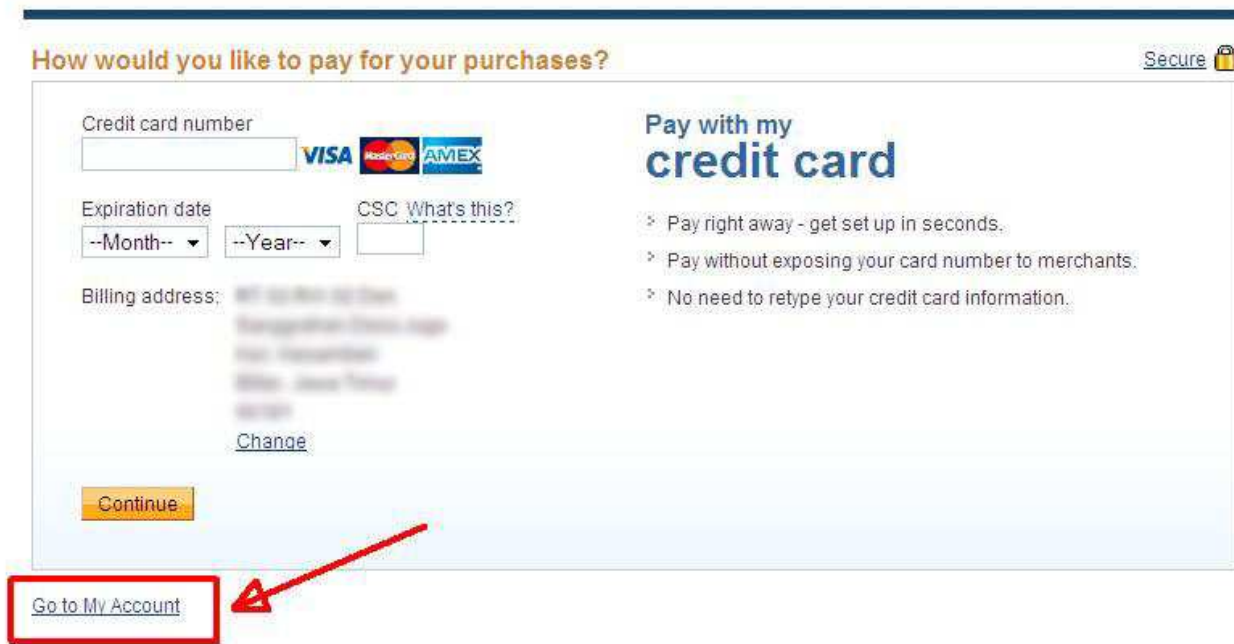 How would you like to pay for your purchases?
Secure
Credit card number
VISA MasterCard AMEX
Pay with my
credit card
Expiration date
CSC What's this?
--Month-- --Year--
Pay right away - get set up in seconds.
Pay without exposing your card number to merchants.
No need to retype your credit card information.
Billing address:
Change
Continue
Go to My Account